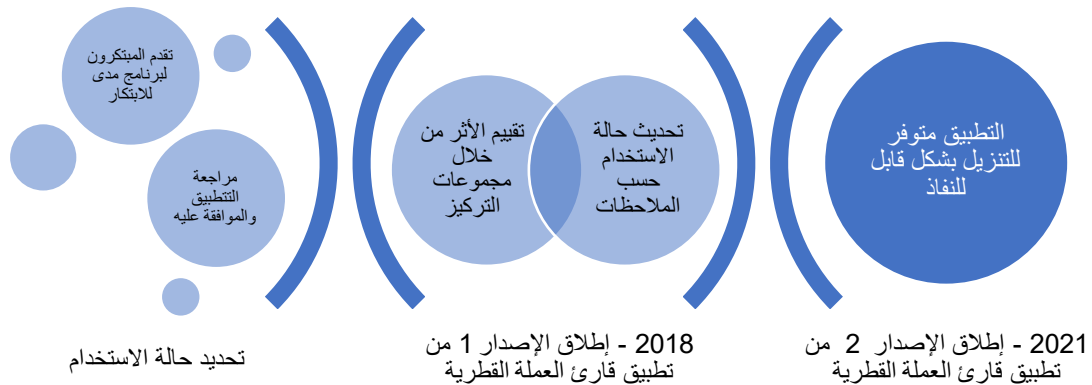 تقدم المبتكرون
لبرنامج مدى
للابتكار
مراجعة
التتطبيق
والموافقة عليه
تحديد حالة الاستخدام
تقييم الأثر من
خلال
مجموعات
التركيز
تحديث حالة
الاستخدام
حسب
الملاحظات
2018 - إطلاق الإصدار 1 من
تطبيق قارئ العملة القطرية
التطبيق متوفر
للتنزيل بشكل قابل
للنفاذ
2021 - إطلاق الإصدار 2 من
تطبيق قارئ العملة القطرية